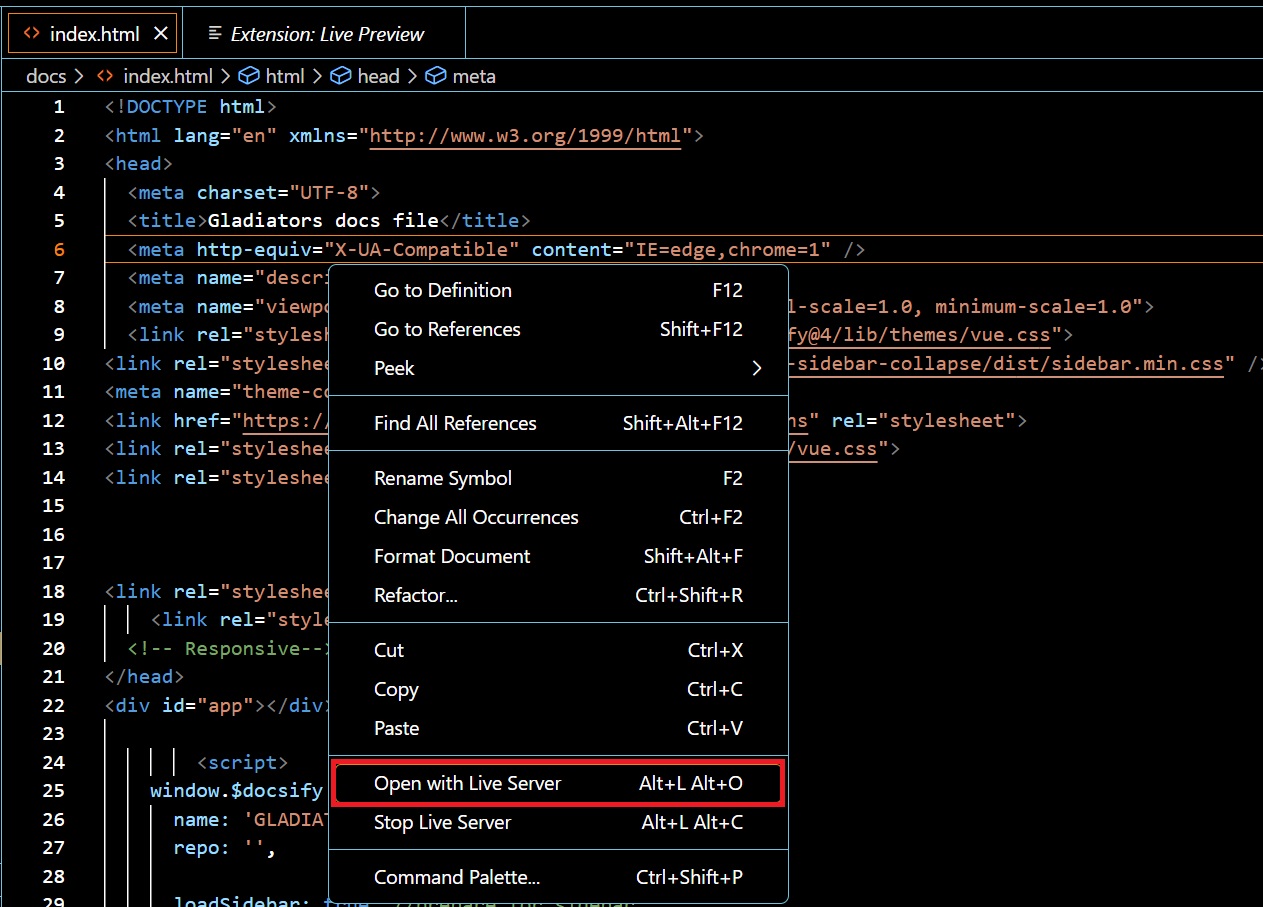 index.html
Extension: Live Preview
docs > index.html > html > head > meta
1 <!DOCTYPE html>
2 <html lang="en" xmlns="http://www.w3.org/1999/html">
3 <head>
4 <meta charset="UTF-8">
5 <title>Gladiators docs file</title>
6 <meta http-equiv="X-UA-Compatible" content="IE=edge,chrome=1" />
7 <meta name="descri
8 <meta name="viewpo l-scale=1.0, minimum-scale=1.0">
9 <link rel="stylesh fy@4/lib/themes/vue.css">
10 <link rel="styleshee -sidebar-collapse/dist/sidebar.min.css" />
11 <meta name="theme-co
12 <link href="https:/ ns" rel="stylesheet">
13 <link rel="styleshee /vue.css">
14 <link rel="styleshee
15
16
17
18 <link rel="styleshee
19 <link rel="style
20 <!-- Responsive-->
21 </head>
22 <div id="app"></div>
23
24 <script>
25 window.$docsify
26 name: 'GLADIAT
27 repo: '',
28
29 loadSidebar: true
Go to Definition F12
Go to References Shift+F12
Peek >
Find All References Shift+Alt+F12
Rename Symbol F2
Change All Occurrences Ctrl+F2
Format Document Shift+Alt+F
Refactor... Ctrl+Shift+R
Cut Ctrl+X
Copy Ctrl+C
Paste Ctrl+V
Open with Live Server Alt+L Alt+O
Stop Live Server Alt+L Alt+C
Command Palette... Ctrl+Shift+P